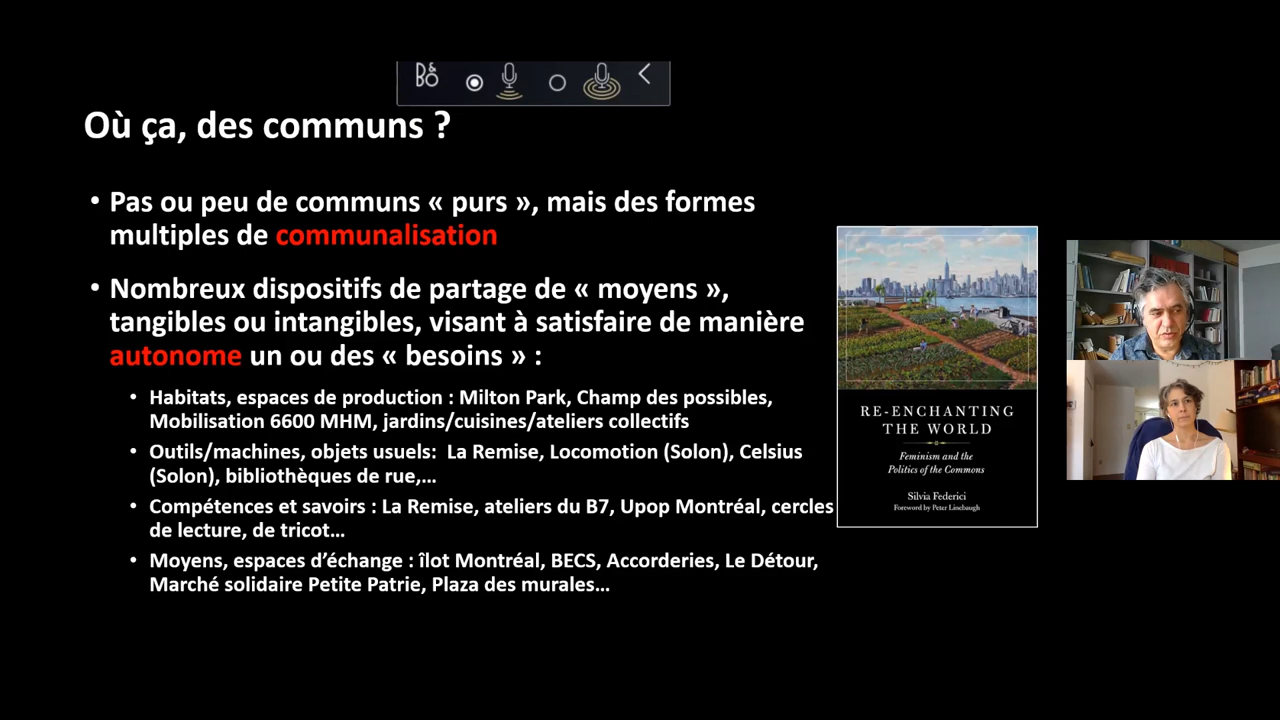 B&O
Où ça, des communs ?
• Pas ou peu de communs « purs », mais des formes
multiples de communalisation
• Nombreux dispositifs de partage de « moyens »,
tangibles ou intangibles, visant à satisfaire de manière
autonome un ou des « besoins » :
• Habitats, espaces de production : Milton Park, Champ des possibles,
Mobilisation 6600 MHM, jardins/cuisines/ateliers collectifs
• Outils/machines, objets usuels:  La Remise, Locomotion (Solon), Celsius
(Solon), bibliothèques de rue,...
• Compétences et savoirs : La Remise, ateliers du B7, Upop Montréal, cercles
de lecture, de tricot...
• Moyens, espaces d'échange : îlot Montréal, BECS, Accorderies, Le Détour,
Marché solidaire Petite Patrie, Plaza des murales...
RE-ENCHANTING
THE WORLD
Feminism and the
Politics of the Commons
Silvia Federici
Foreword by Peter Linebaugh